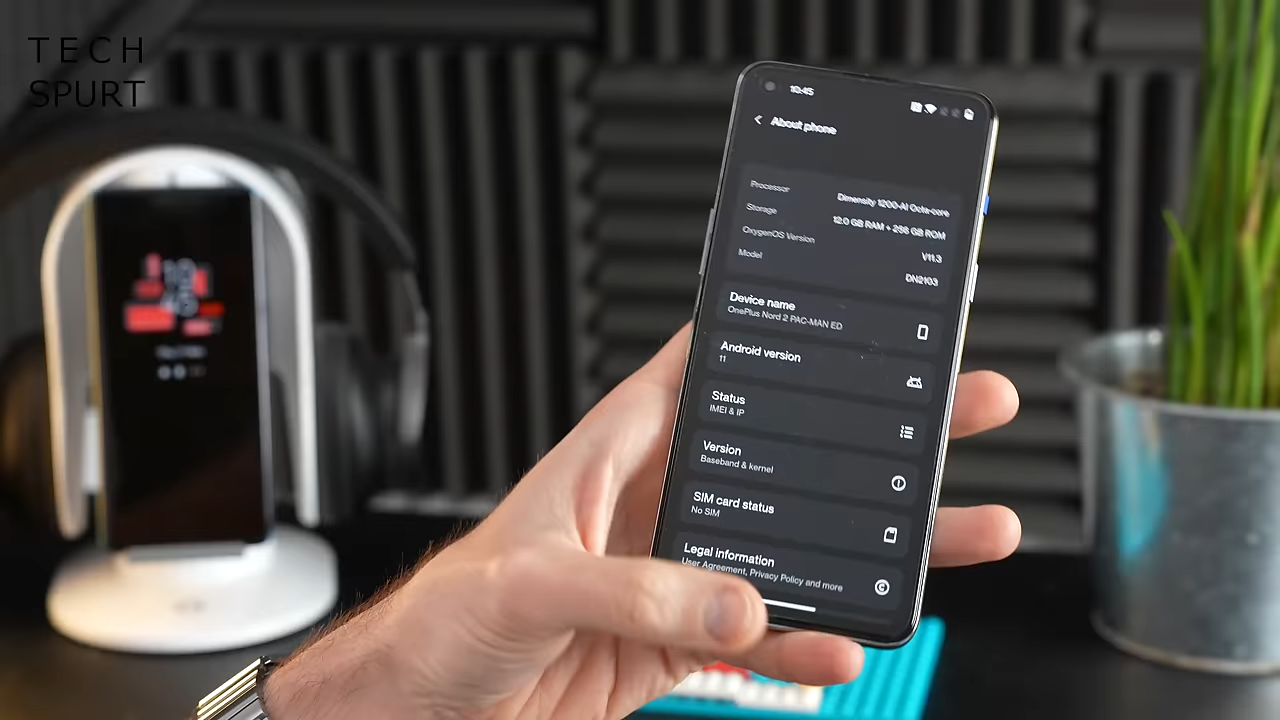 TECH
SPURT
10:45
About phone
Processor
Dimensity 1200-AI Octa-core
Storage
12.0 GB RAM + 256 GB ROM
OxygenOS Version
V11.3
Model
DN2103
Device name
OnePlus Nord 2 PAC-MAN ED
Android version
11
Status
IMEI & IP
Version
Baseband & kernel
SIM card status
No SIM
Legal information
User Agreement, Privacy Policy and more